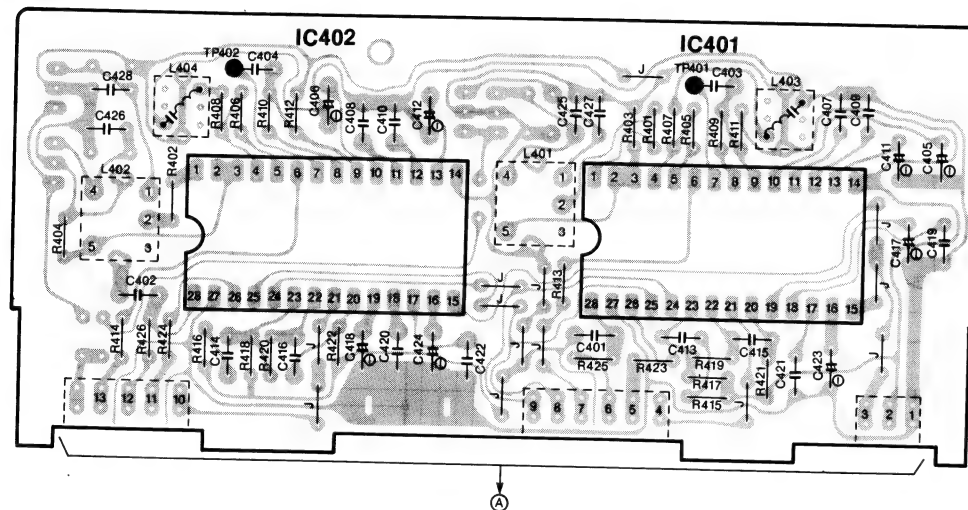 IC402 IC401
TP402 C404 TP401 C403
L404 J L403
C428 C426
R408 R406 R410 R412 C406 C408 C410 C412
C425 C427 R403 R401 R407 R405 R409 R411 C407 C409
C411 C405
L402 R402 L401
4 1 2 5 3
1 2 3 4 5 6 7 8 9 10 11 12 13 14
4 1 2 5 3
1 2 3 4 5 6 7 8 9 10 11 12 13 14
R404 J C417 C419
C402 J J J R413 J
28 27 26 25 24 23 22 21 20 19 18 17 16 15
28 27 26 25 24 23 22 21 20 19 18 17 16 15
R414 R426 R424 R416 C414 R418 R420 C416 J R422 C418 C420 C424 C422 J J
C401 C413 C415
R425 R423 R419 R417 R415 R421 C421 C423 J
J J J J
13 12 11 10 9 8 7 6 5 4 3 2 1
A